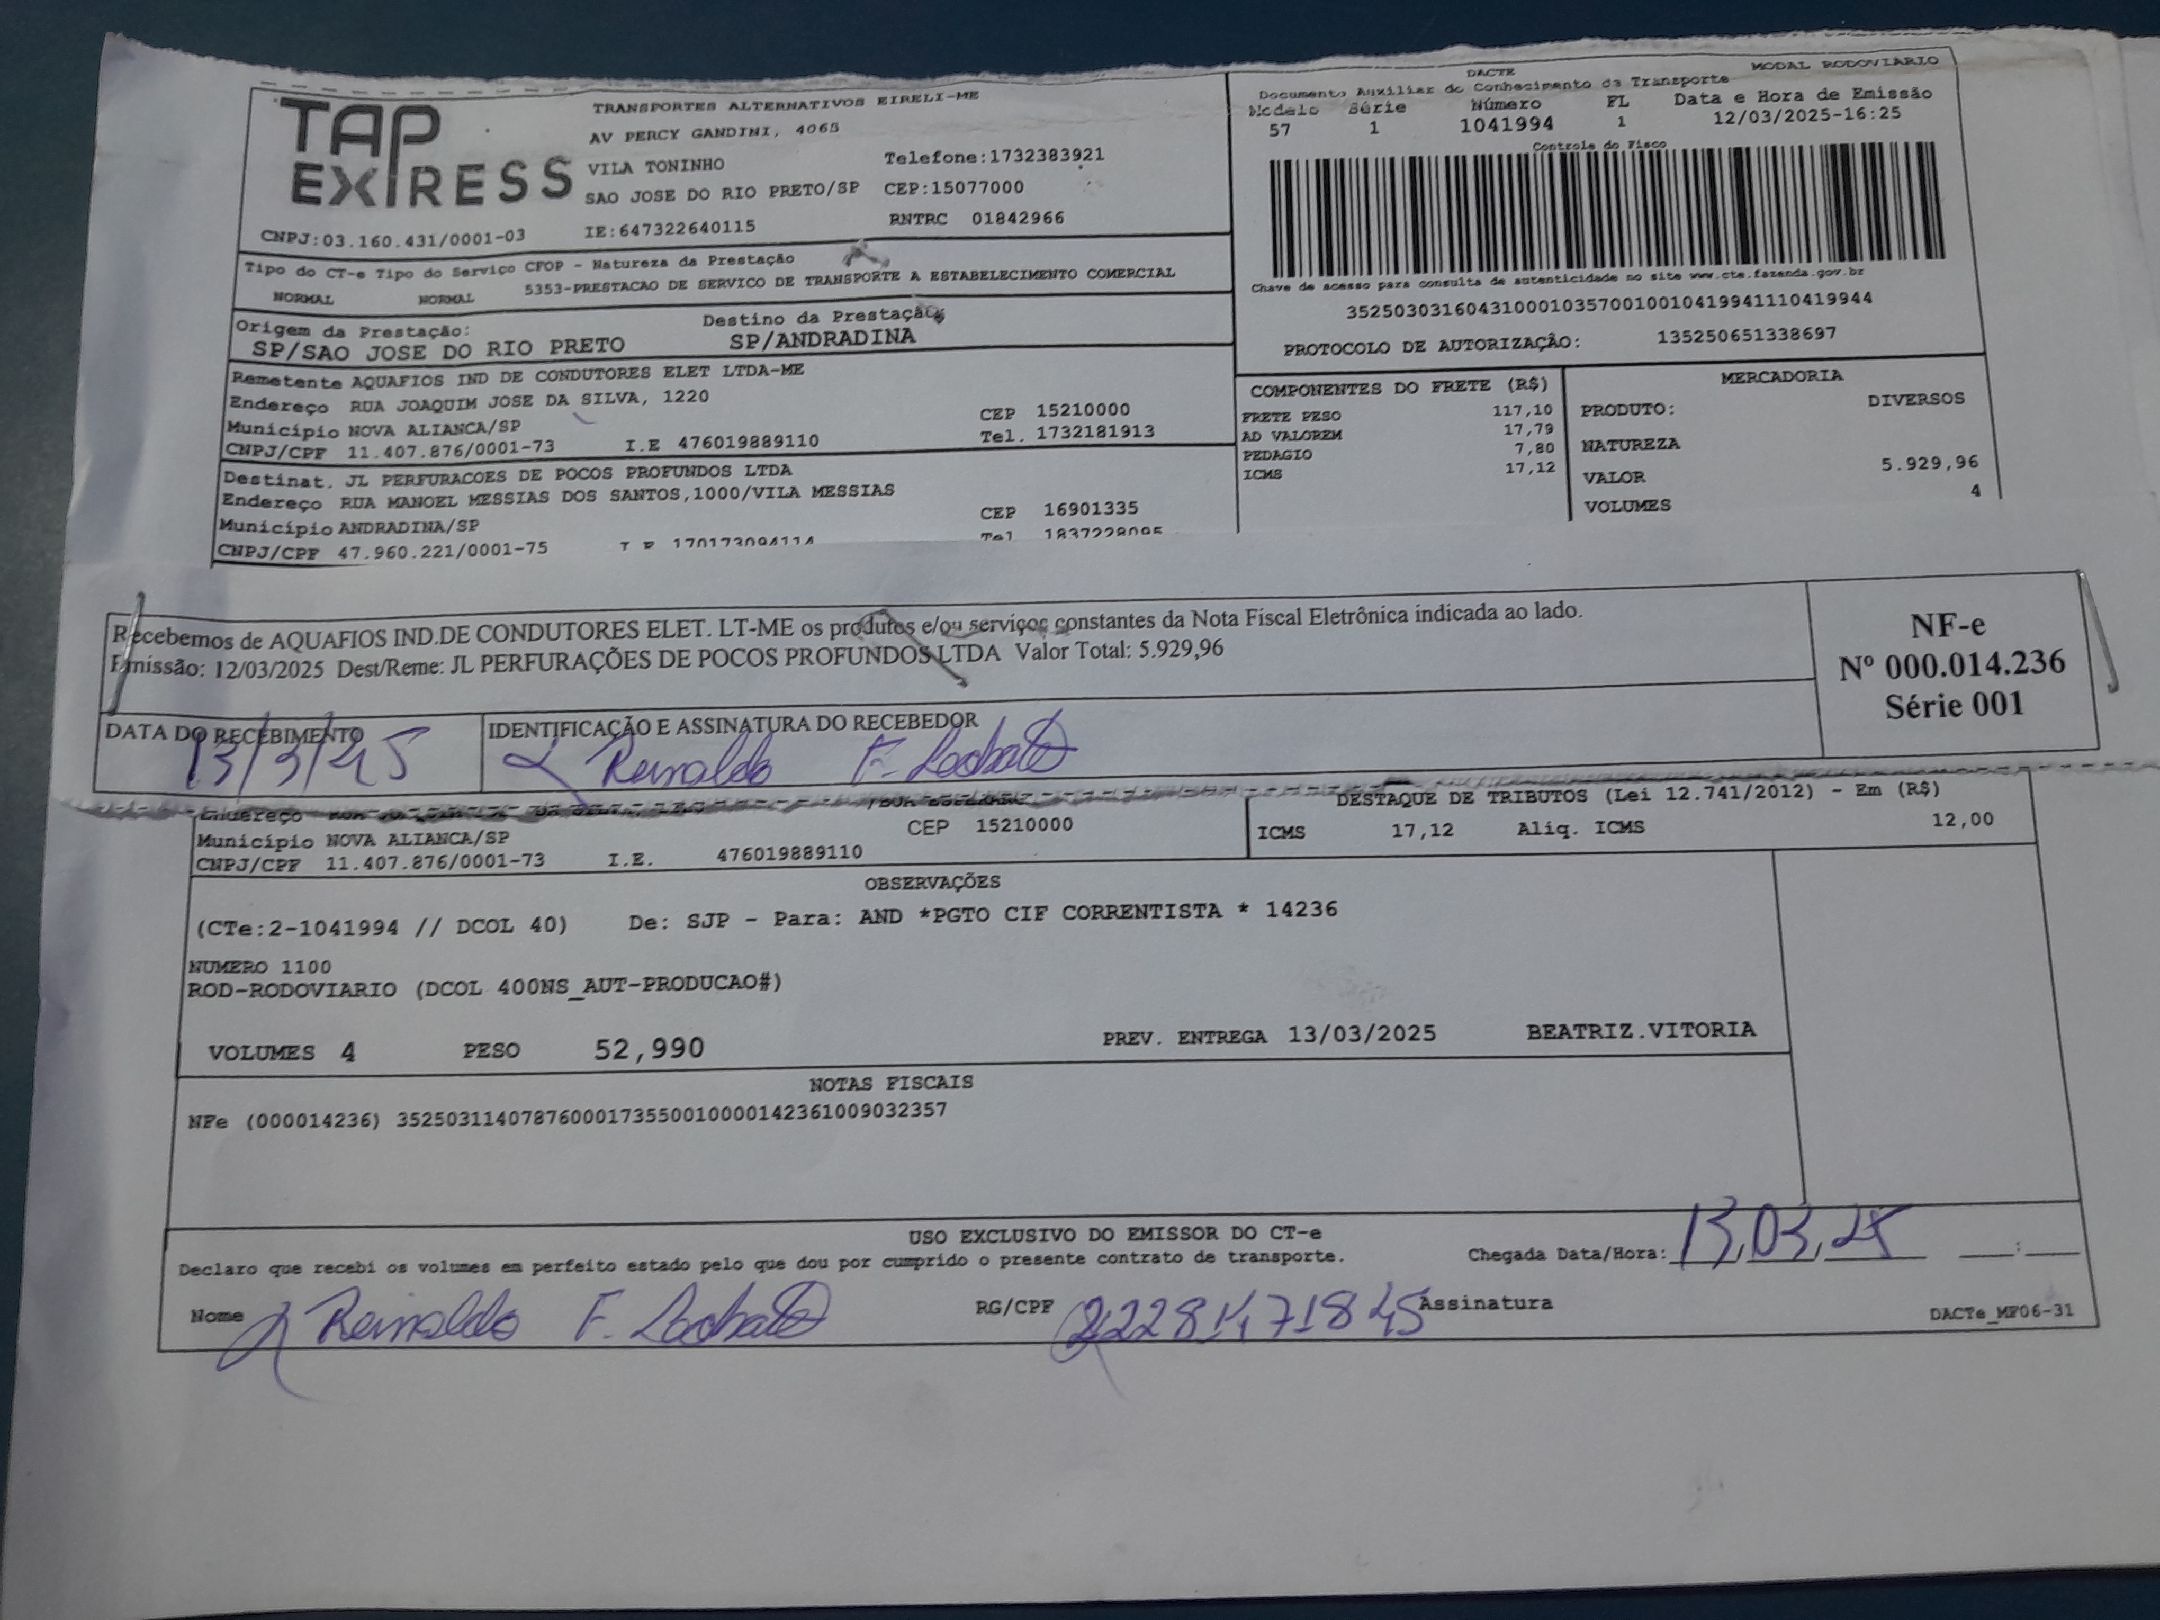 TAP
EXPRESS
TRANSPORTES ALTERNATIVOS EIRELI-ME
AV PERCY GANDINI, 4065
VILA TONINHO
Telefone:1732383921
SAO JOSE DO RIO PRETO/SP CEP:15077000
CNPJ:03.160.431/0001-03 IE:647322640115 RNTRC 01842966
DACTE MODAL RODOVIARIO
Documento Auxiliar do Conhecimento de Transporte
Modelo Série Número FL Data e Hora de Emissão
57 1 1041994 1 12/03/2025-16:25
Controle do Fisco
Chave de acesso para consulta de autenticidade no site www.cte.fazenda.gov.br
35250303160431000103570010010419941110419944
PROTOCOLO DE AUTORIZAÇÃO: 135250651338697
Tipo do CT-e Tipo do Serviço CFOP - Natureza da Prestação
NORMAL NORMAL 5353-PRESTACAO DE SERVICO DE TRANSPORTE A ESTABELECIMENTO COMERCIAL
Origem da Prestação: Destino da Prestação
SP/SAO JOSE DO RIO PRETO SP/ANDRADINA
Remetente AQUAFIOS IND DE CONDUTORES ELET LTDA-ME
Endereço RUA JOAQUIM JOSE DA SILVA, 1220
Município NOVA ALIANCA/SP CEP 15210000
CNPJ/CPF 11.407.876/0001-73 I.E 476019889110 Tel. 1732181913
Destinat. JL PERFURACOES DE POCOS PROFUNDOS LTDA
Endereço RUA MANOEL MESSIAS DOS SANTOS,1000/VILA MESSIAS
Município ANDRADINA/SP CEP 16901335
CNPJ/CPF 47.960.221/0001-75 I E 170173094114 Tel 1837228095
COMPONENTES DO FRETE (R$)
FRETE PESO 117,10
AD VALOREM 17,79
PEDAGIO 7,80
ICMS 17,12
MERCADORIA
PRODUTO: DIVERSOS
NATUREZA
VALOR 5.929,96
VOLUMES 4
Recebemos de AQUAFIOS IND.DE CONDUTORES ELET. LT-ME os produtos e/ou serviços constantes da Nota Fiscal Eletrônica indicada ao lado.
Emissão: 12/03/2025 Dest/Reme: JL PERFURAÇÕES DE POCOS PROFUNDOS LTDA Valor Total: 5.929,96
NF-e
Nº 000.014.236
Série 001
DATA DO RECEBIMENTO IDENTIFICAÇÃO E ASSINATURA DO RECEBEDOR
13/3/25 Reinaldo F. Lobato
Endereço
Município NOVA ALIANCA/SP CEP 15210000
CNPJ/CPF 11.407.876/0001-73 I.E. 476019889110
DESTAQUE DE TRIBUTOS (Lei 12.741/2012) - Em (R$)
ICMS 17,12 Aliq. ICMS 12,00
OBSERVAÇÕES
(CTe:2-1041994 // DCOL 40) De: SJP - Para: AND *PGTO CIF CORRENTISTA * 14236
NUMERO 1100
ROD-RODOVIARIO (DCOL 400NS_AUT-PRODUCAO#)
VOLUMES 4 PESO 52,990 PREV. ENTREGA 13/03/2025 BEATRIZ.VITORIA
NOTAS FISCAIS
NFe (000014236) 35250311407876000173550010000142361009032357
USO EXCLUSIVO DO EMISSOR DO CT-e
Declaro que recebi os volumes em perfeito estado pelo que dou por cumprido o presente contrato de transporte. Chegada Data/Hora: 13,03,25 :
Nome Reinaldo F. Lobato RG/CPF Assinatura
DACTe_MF06-31